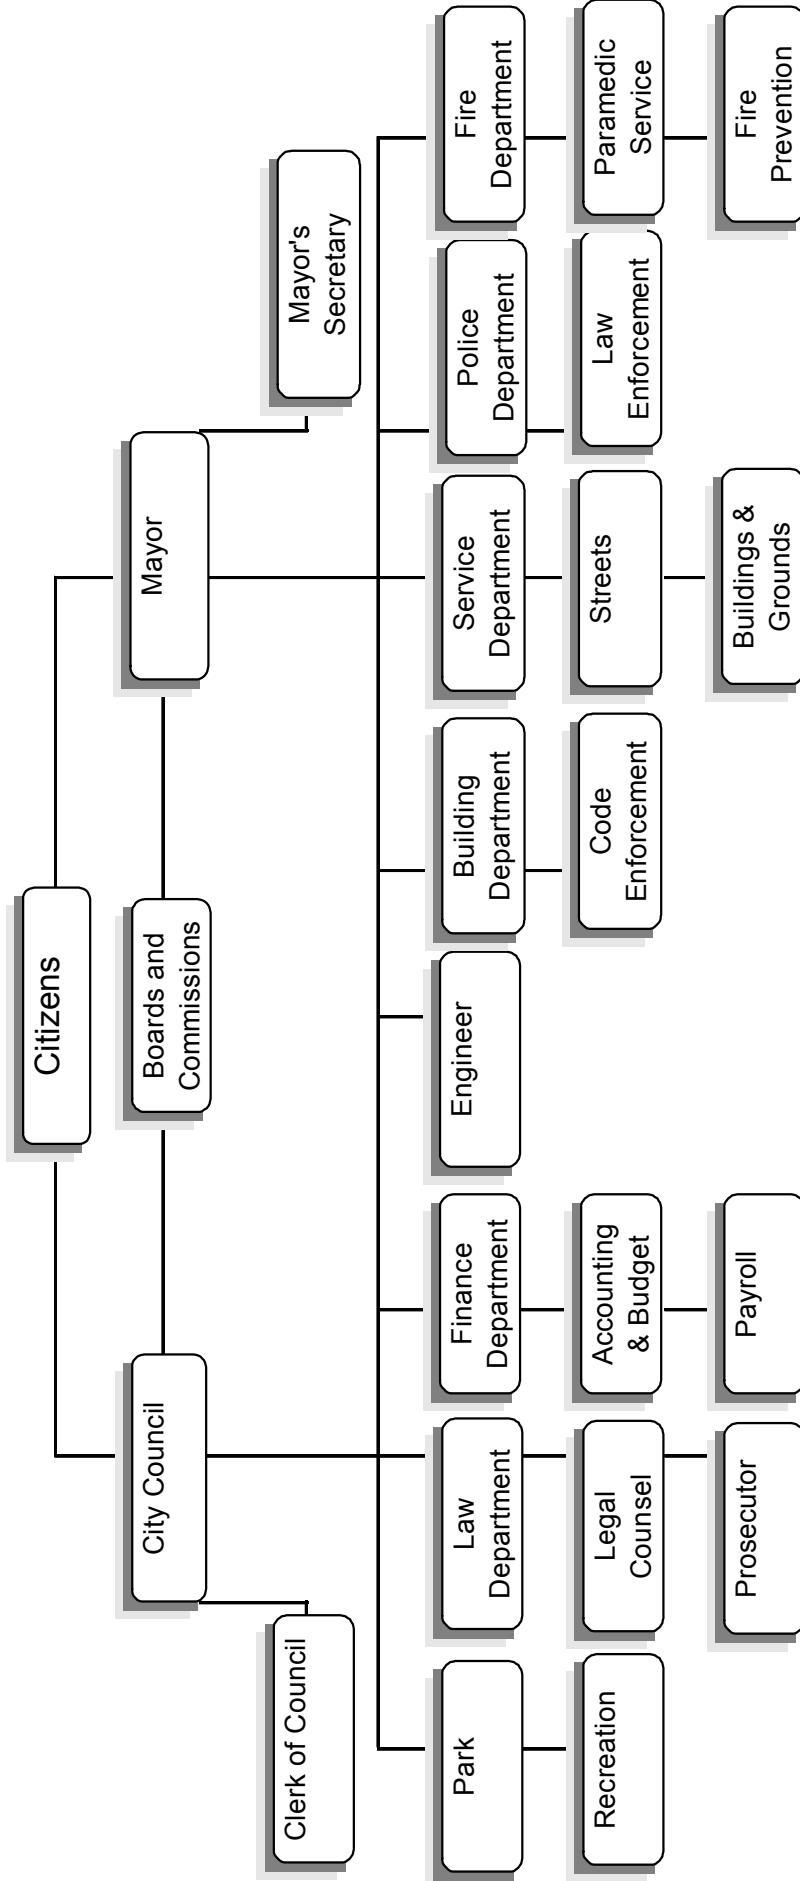 Citizens
City Council
Boards and
Commissions
Mayor
Clerk of Council
Mayor's
Secretary
Park
Law
Department
Finance
Department
Engineer
Building
Department
Service
Department
Police
Department
Fire
Department
Recreation
Legal
Counsel
Accounting
& Budget
Code
Enforcement
Streets
Law
Enforcement
Paramedic
Service
Prosecutor
Payroll
Buildings &
Grounds
Fire
Prevention